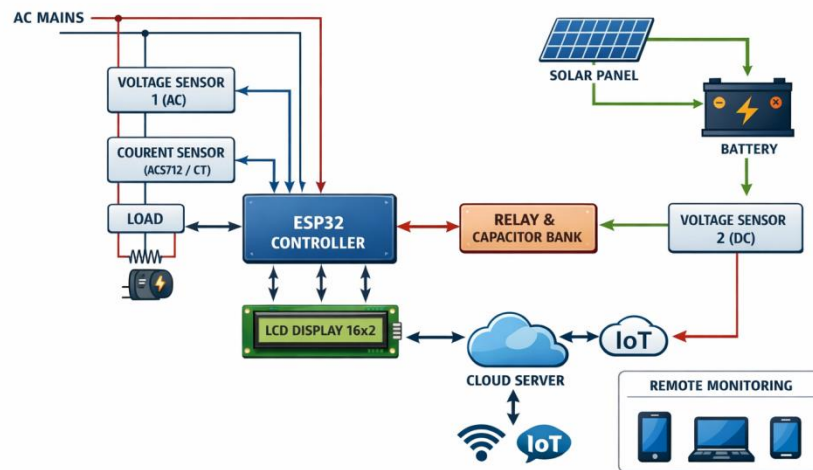 AC MAINS
VOLTAGE SENSOR
1 (AC)
COURENT SENSOR
(ACS712 / CT)
LOAD
ESP32
CONTROLLER
LCD DISPLAY 16x2
RELAY &
CAPACITOR BANK
SOLAR PANEL
BATTERY
VOLTAGE SENSOR
2 (DC)
CLOUD SERVER
IoT
IoT
REMOTE MONITORING